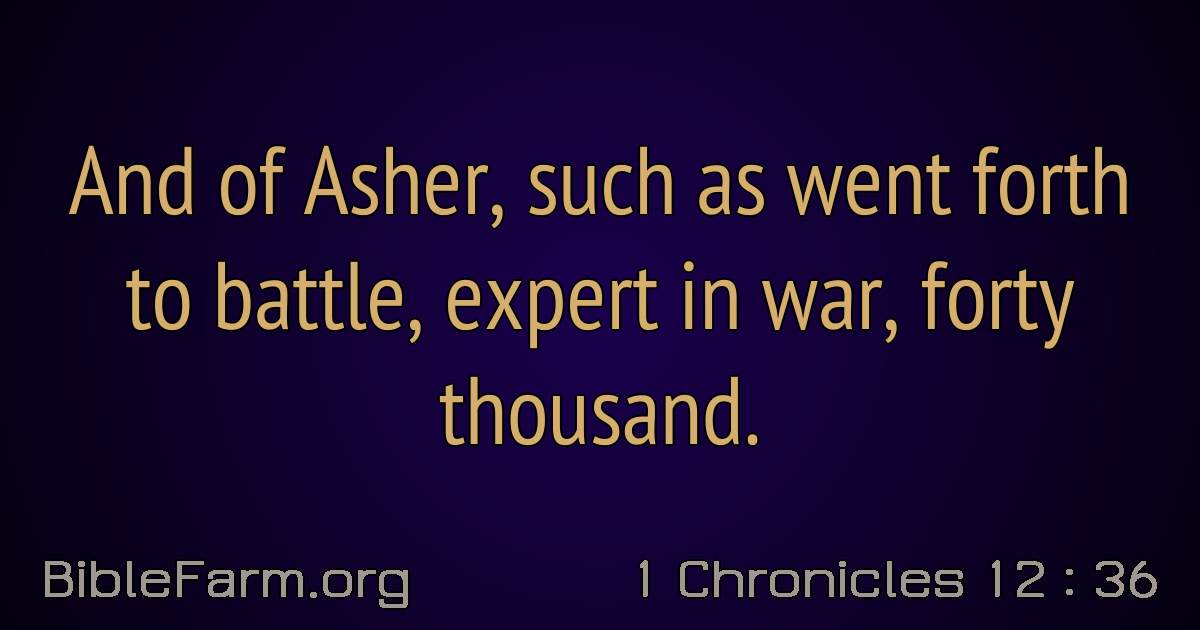 And of Asher, such as went forth
to battle, expert in war, forty
thousand.
BibleFarm.org
1 Chronicles 12 : 36